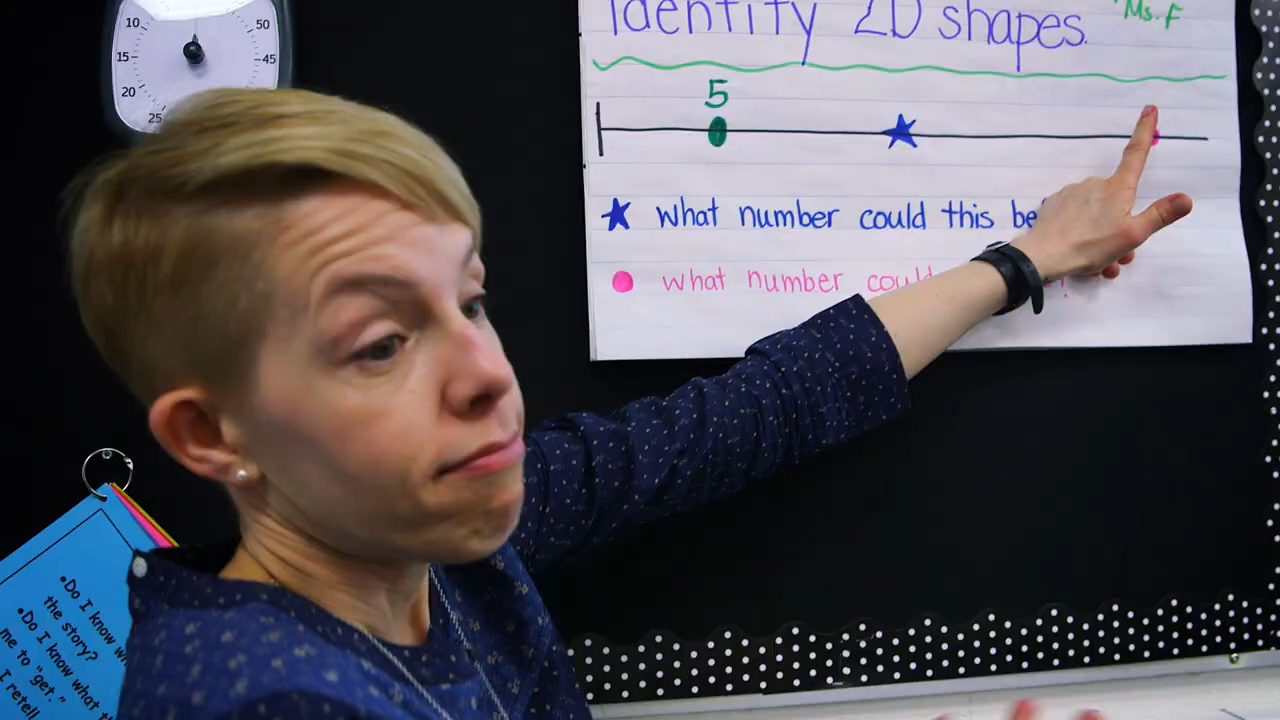 10
50
15
45
20
25
Identify 2D shapes.
Ms. F
5
what number could this be
what number could
?
•Do I know
the story?
•Do I know what
me to "get."
I retell